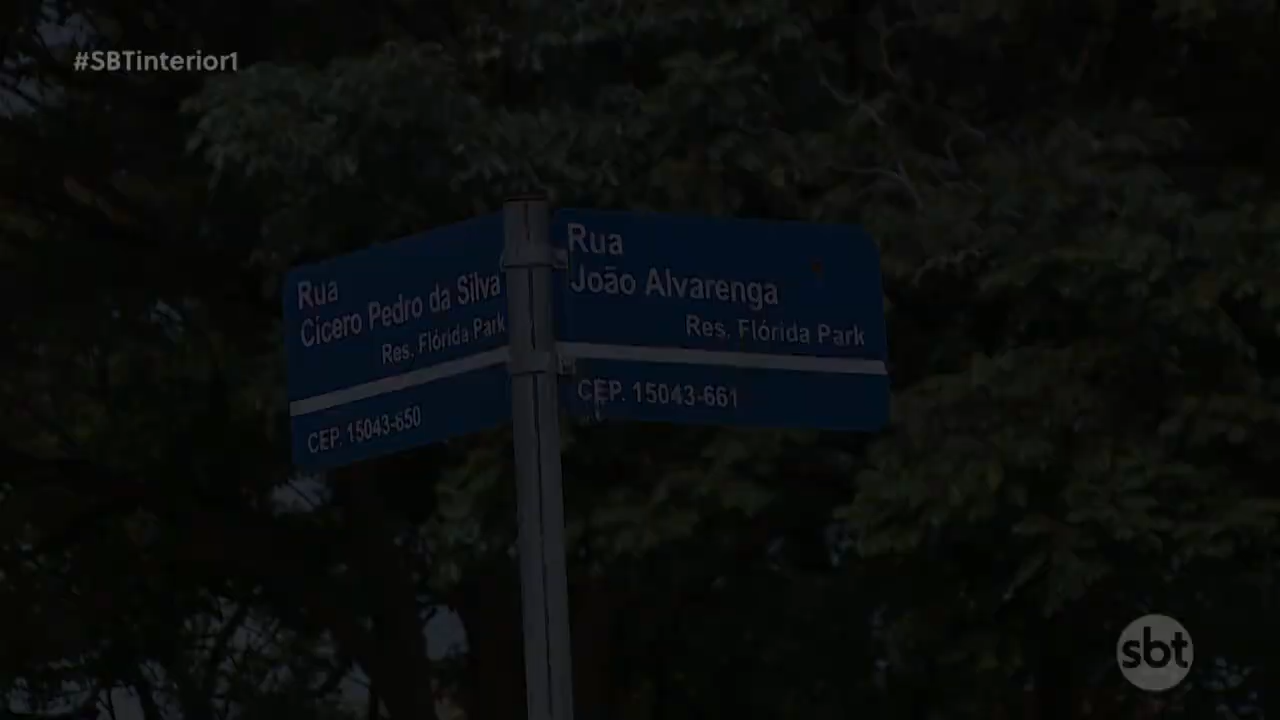 #SBTinterior1
Rua
Cícero Pedro da Silva
Res. Flórida Park
CEP. 15043-650
Rua
João Alvarenga
Res. Flórida Park
CEP. 15043-661
sbt